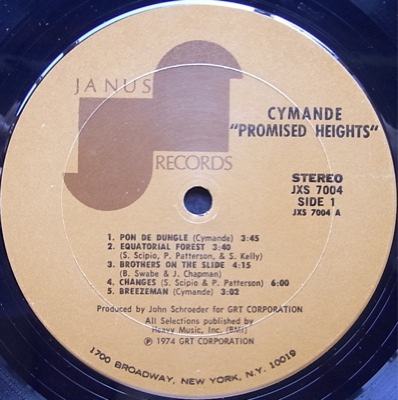 JANUS
RECORDS
CYMANDE
"PROMISED HEIGHTS"
STEREO
JXS 7004
SIDE 1
JXS 7004 A
1. PON DE DUNGLE (Cymande) 3:45
2. EQUATORIAL FOREST 3:40
(S. Scipio, P. Patterson, & S. Kelly)
3. BROTHERS ON THE SLIDE 4:15
(B. Swabe & J. Chapman)
4. CHANGES (S. Scipio & P. Patterson) 6:00
5. BREEZEMAN (Cymande) 3:02
Produced by John Schroeder for GRT CORPORATION
All Selections published by
Heavy Music, Inc. (BMI)
℗ 1974 GRT CORPORATION
1700 BROADWAY, NEW YORK, N.Y. 10019